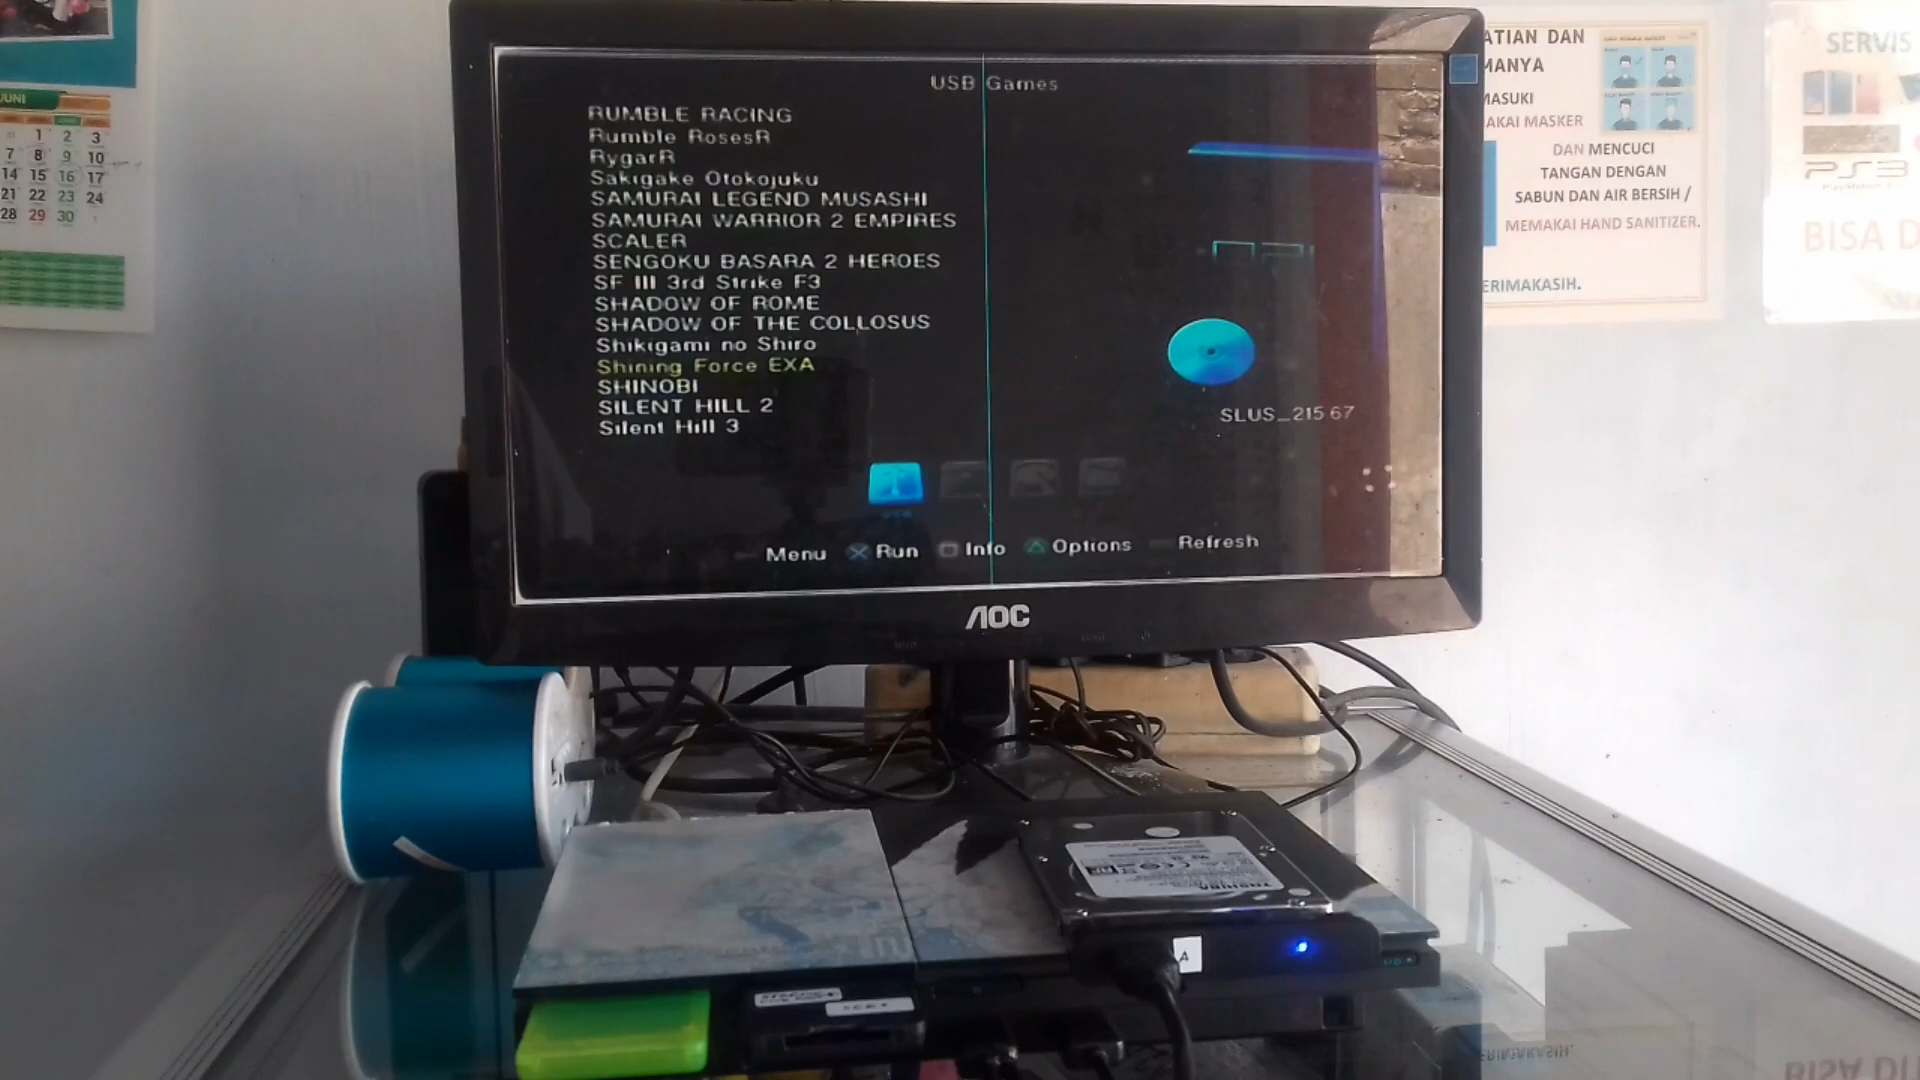 USB Games
RUMBLE RACING
Rumble RosesR
RygarR
Sakigake Otokojuku
SAMURAI LEGEND MUSASHI
SAMURAI WARRIOR 2 EMPIRES
SCALER
SENGOKU BASARA 2 HEROES
SF III 3rd Strike F3
SHADOW OF ROME
SHADOW OF THE COLLOSUS
Shikigami no Shiro
Shining Force EXA
SHINOBI
SILENT HILL 2
Silent Hill 3
SLUS_215 67
Menu Run Info Options Refresh
AOC
JUNI
1 2 3
7 8 9 10
14 15 16 17
21 22 23 24
28 29 30
ATIAN DAN
MANYA
MASUKI
AKAI MASKER
DAN MENCUCI
TANGAN DENGAN
SABUN DAN AIR BERSIH /
MEMAKAI HAND SANITIZER.
ERIMAKASIH.
SERVIS
PS3
PlayStation 3
BISA D
TOSHIBA
A